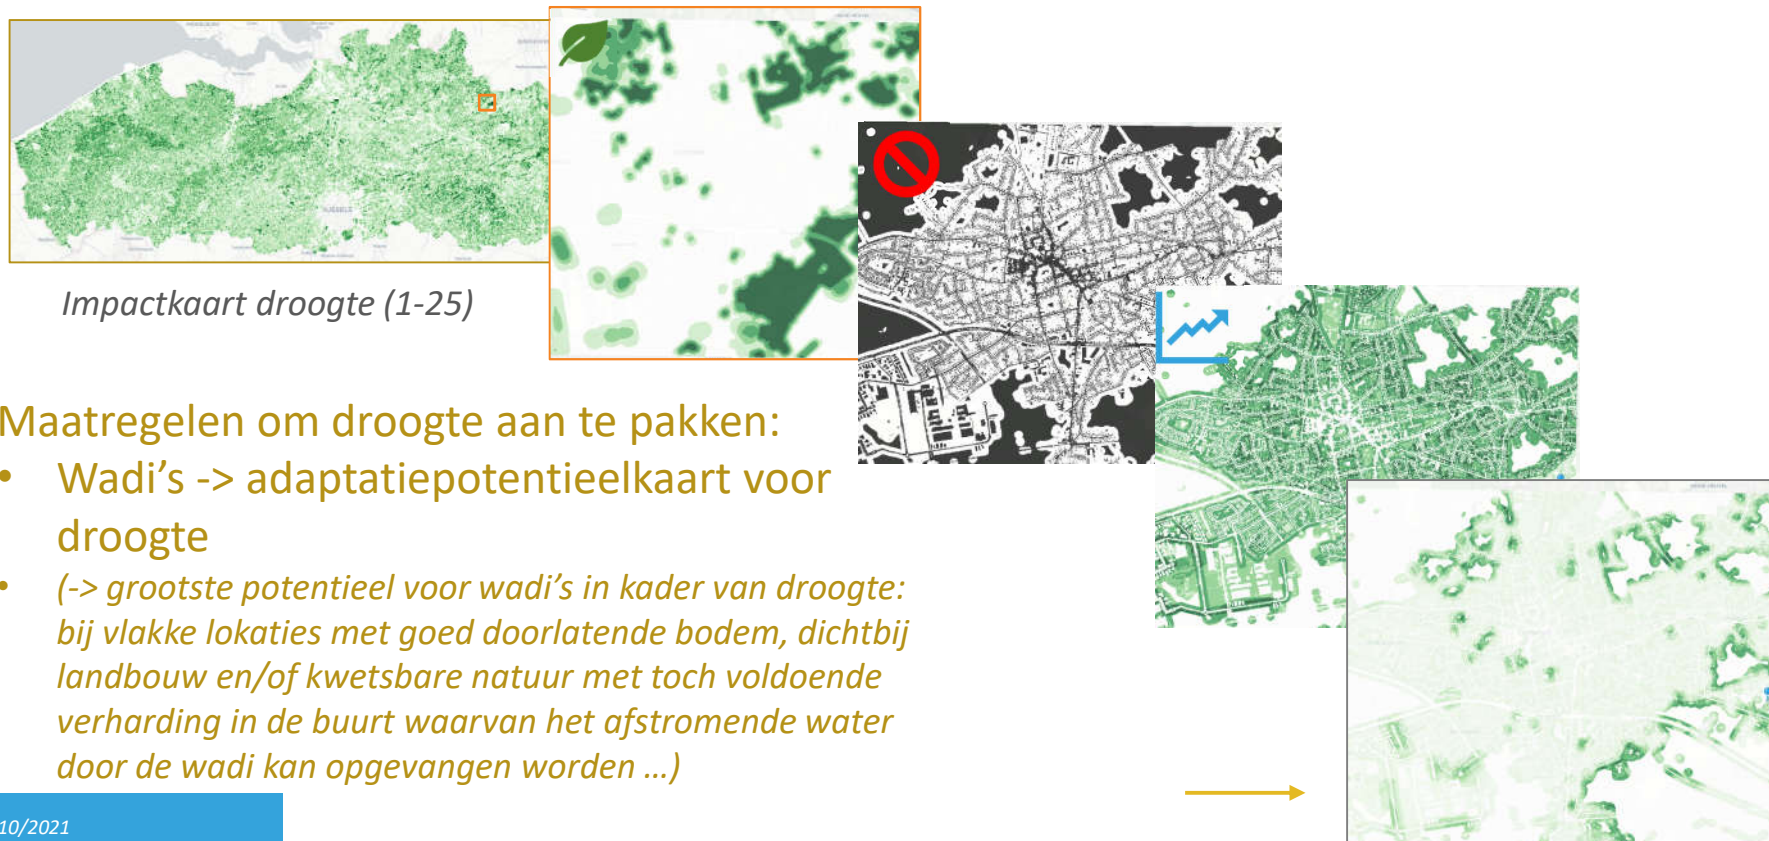 BRUSSELS
Impactkaart droogte (1-25)
Maatregelen om droogte aan te pakken:
• Wadi's -> adaptatiepotentieelkaart voor
droogte
• (-> grootste potentieel voor wadi's in kader van droogte:
bij vlakke lokaties met goed doorlatende bodem, dichtbij
landbouw en/of kwetsbare natuur met toch voldoende
verharding in de buurt waarvan het afstromende water
door de wadi kan opgevangen worden …)
10/2021